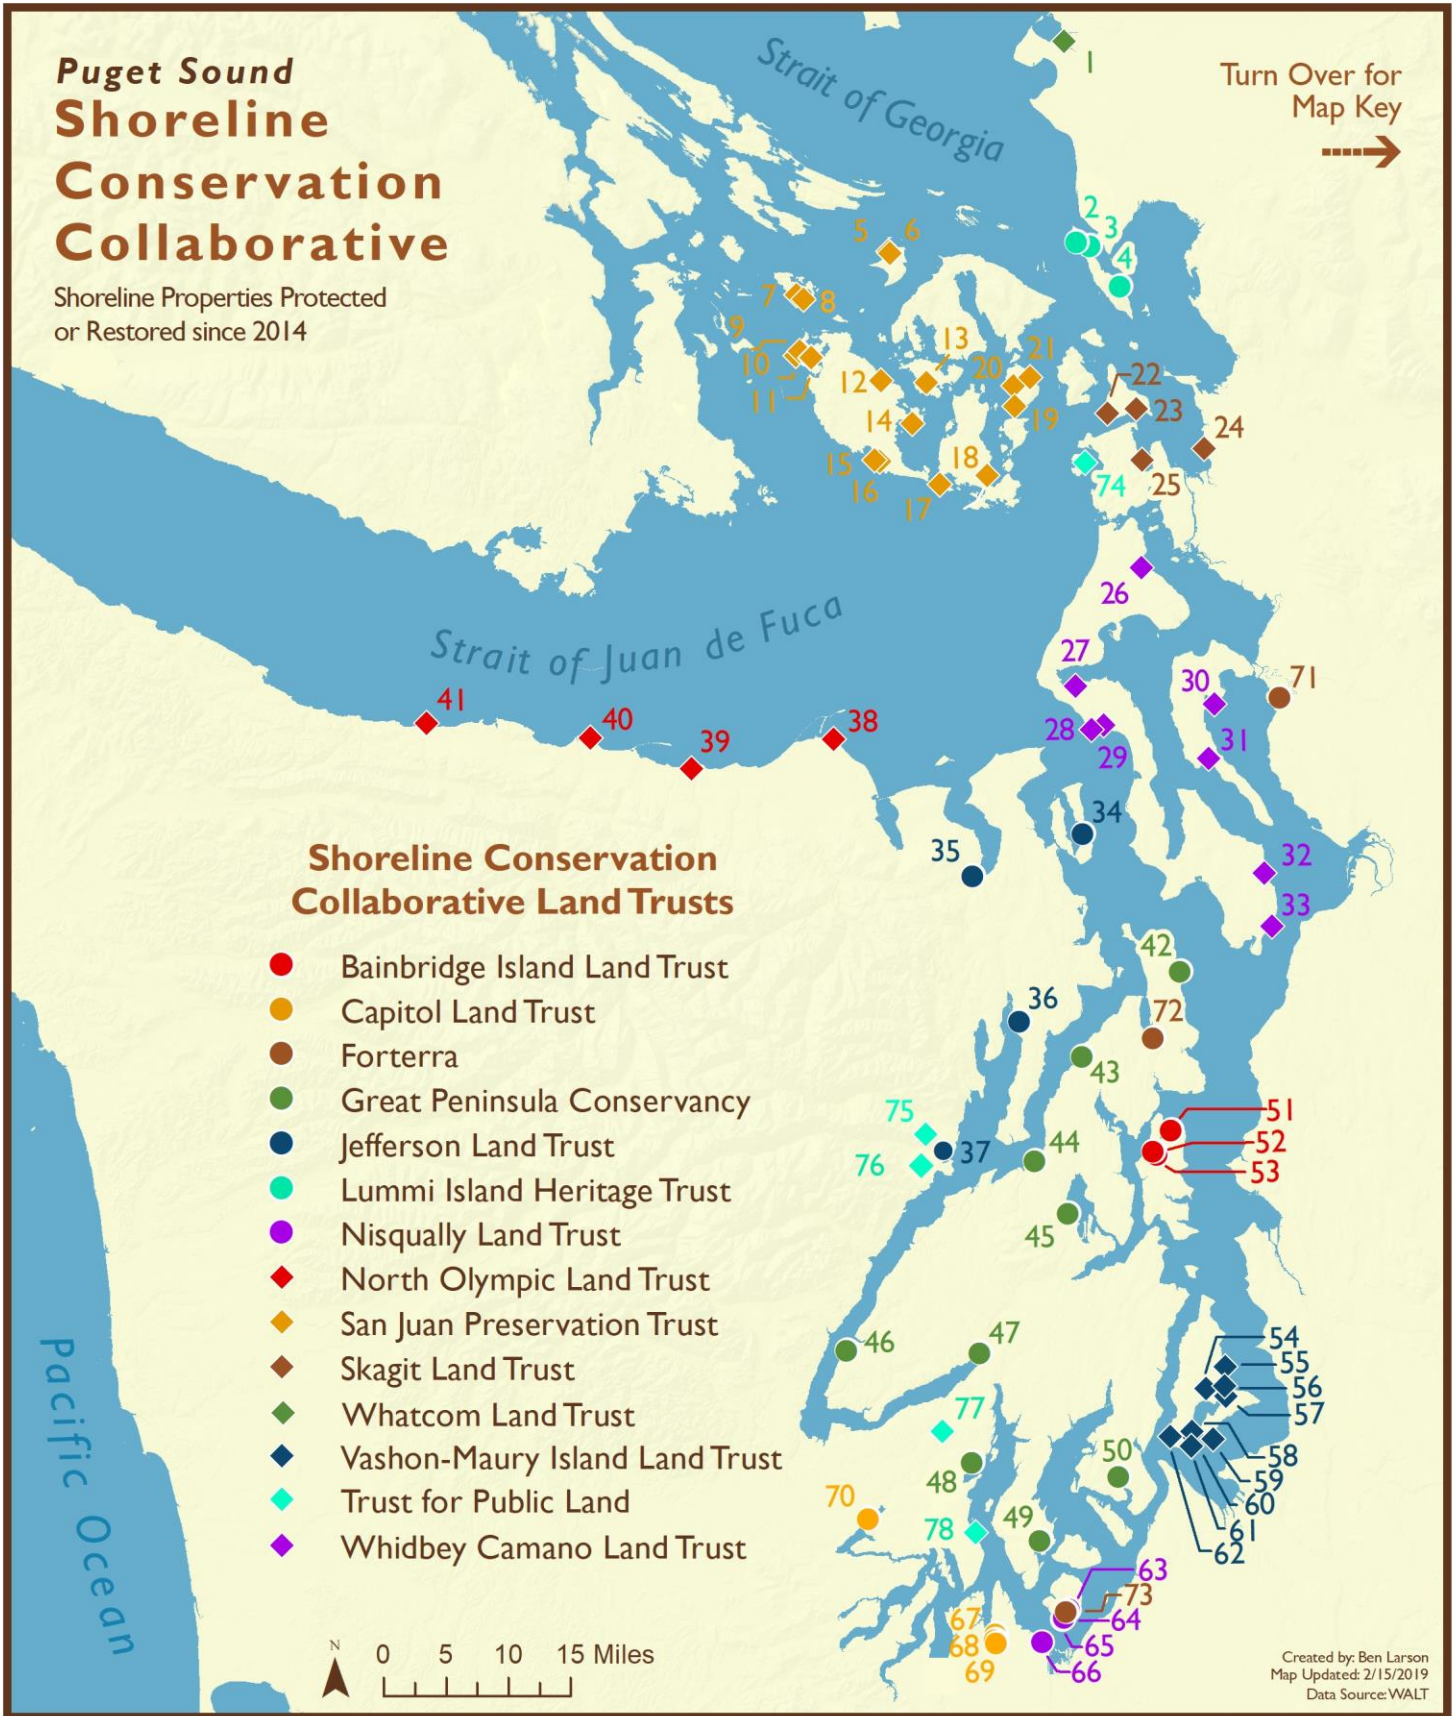 Puget Sound
Shoreline
Conservation
Collaborative
Shoreline Properties Protected
or Restored since 2014
Turn Over for
Map Key
Strait of Georgia
1
2
3
4
5
6
7
8
9
10
11
12
13
14
15
16
17
18
19
20
21
22
23
24
25
74
26
27
28
29
30
31
71
Strait of Juan de Fuca
41
40
39
38
34
35
32
33
42
36
72
43
51
52
53
75
76
37
44
45
46
47
54
55
56
57
58
59
60
61
62
77
48
50
70
78
49
63
73
64
65
66
67
68
69
Shoreline Conservation
Collaborative Land Trusts
Bainbridge Island Land Trust
Capitol Land Trust
Forterra
Great Peninsula Conservancy
Jefferson Land Trust
Lummi Island Heritage Trust
Nisqually Land Trust
North Olympic Land Trust
San Juan Preservation Trust
Skagit Land Trust
Whatcom Land Trust
Vashon-Maury Island Land Trust
Trust for Public Land
Whidbey Camano Land Trust
Pacific Ocean
N
0 5 10 15 Miles
Created by: Ben Larson
Map Updated: 2/15/2019
Data Source: WALT